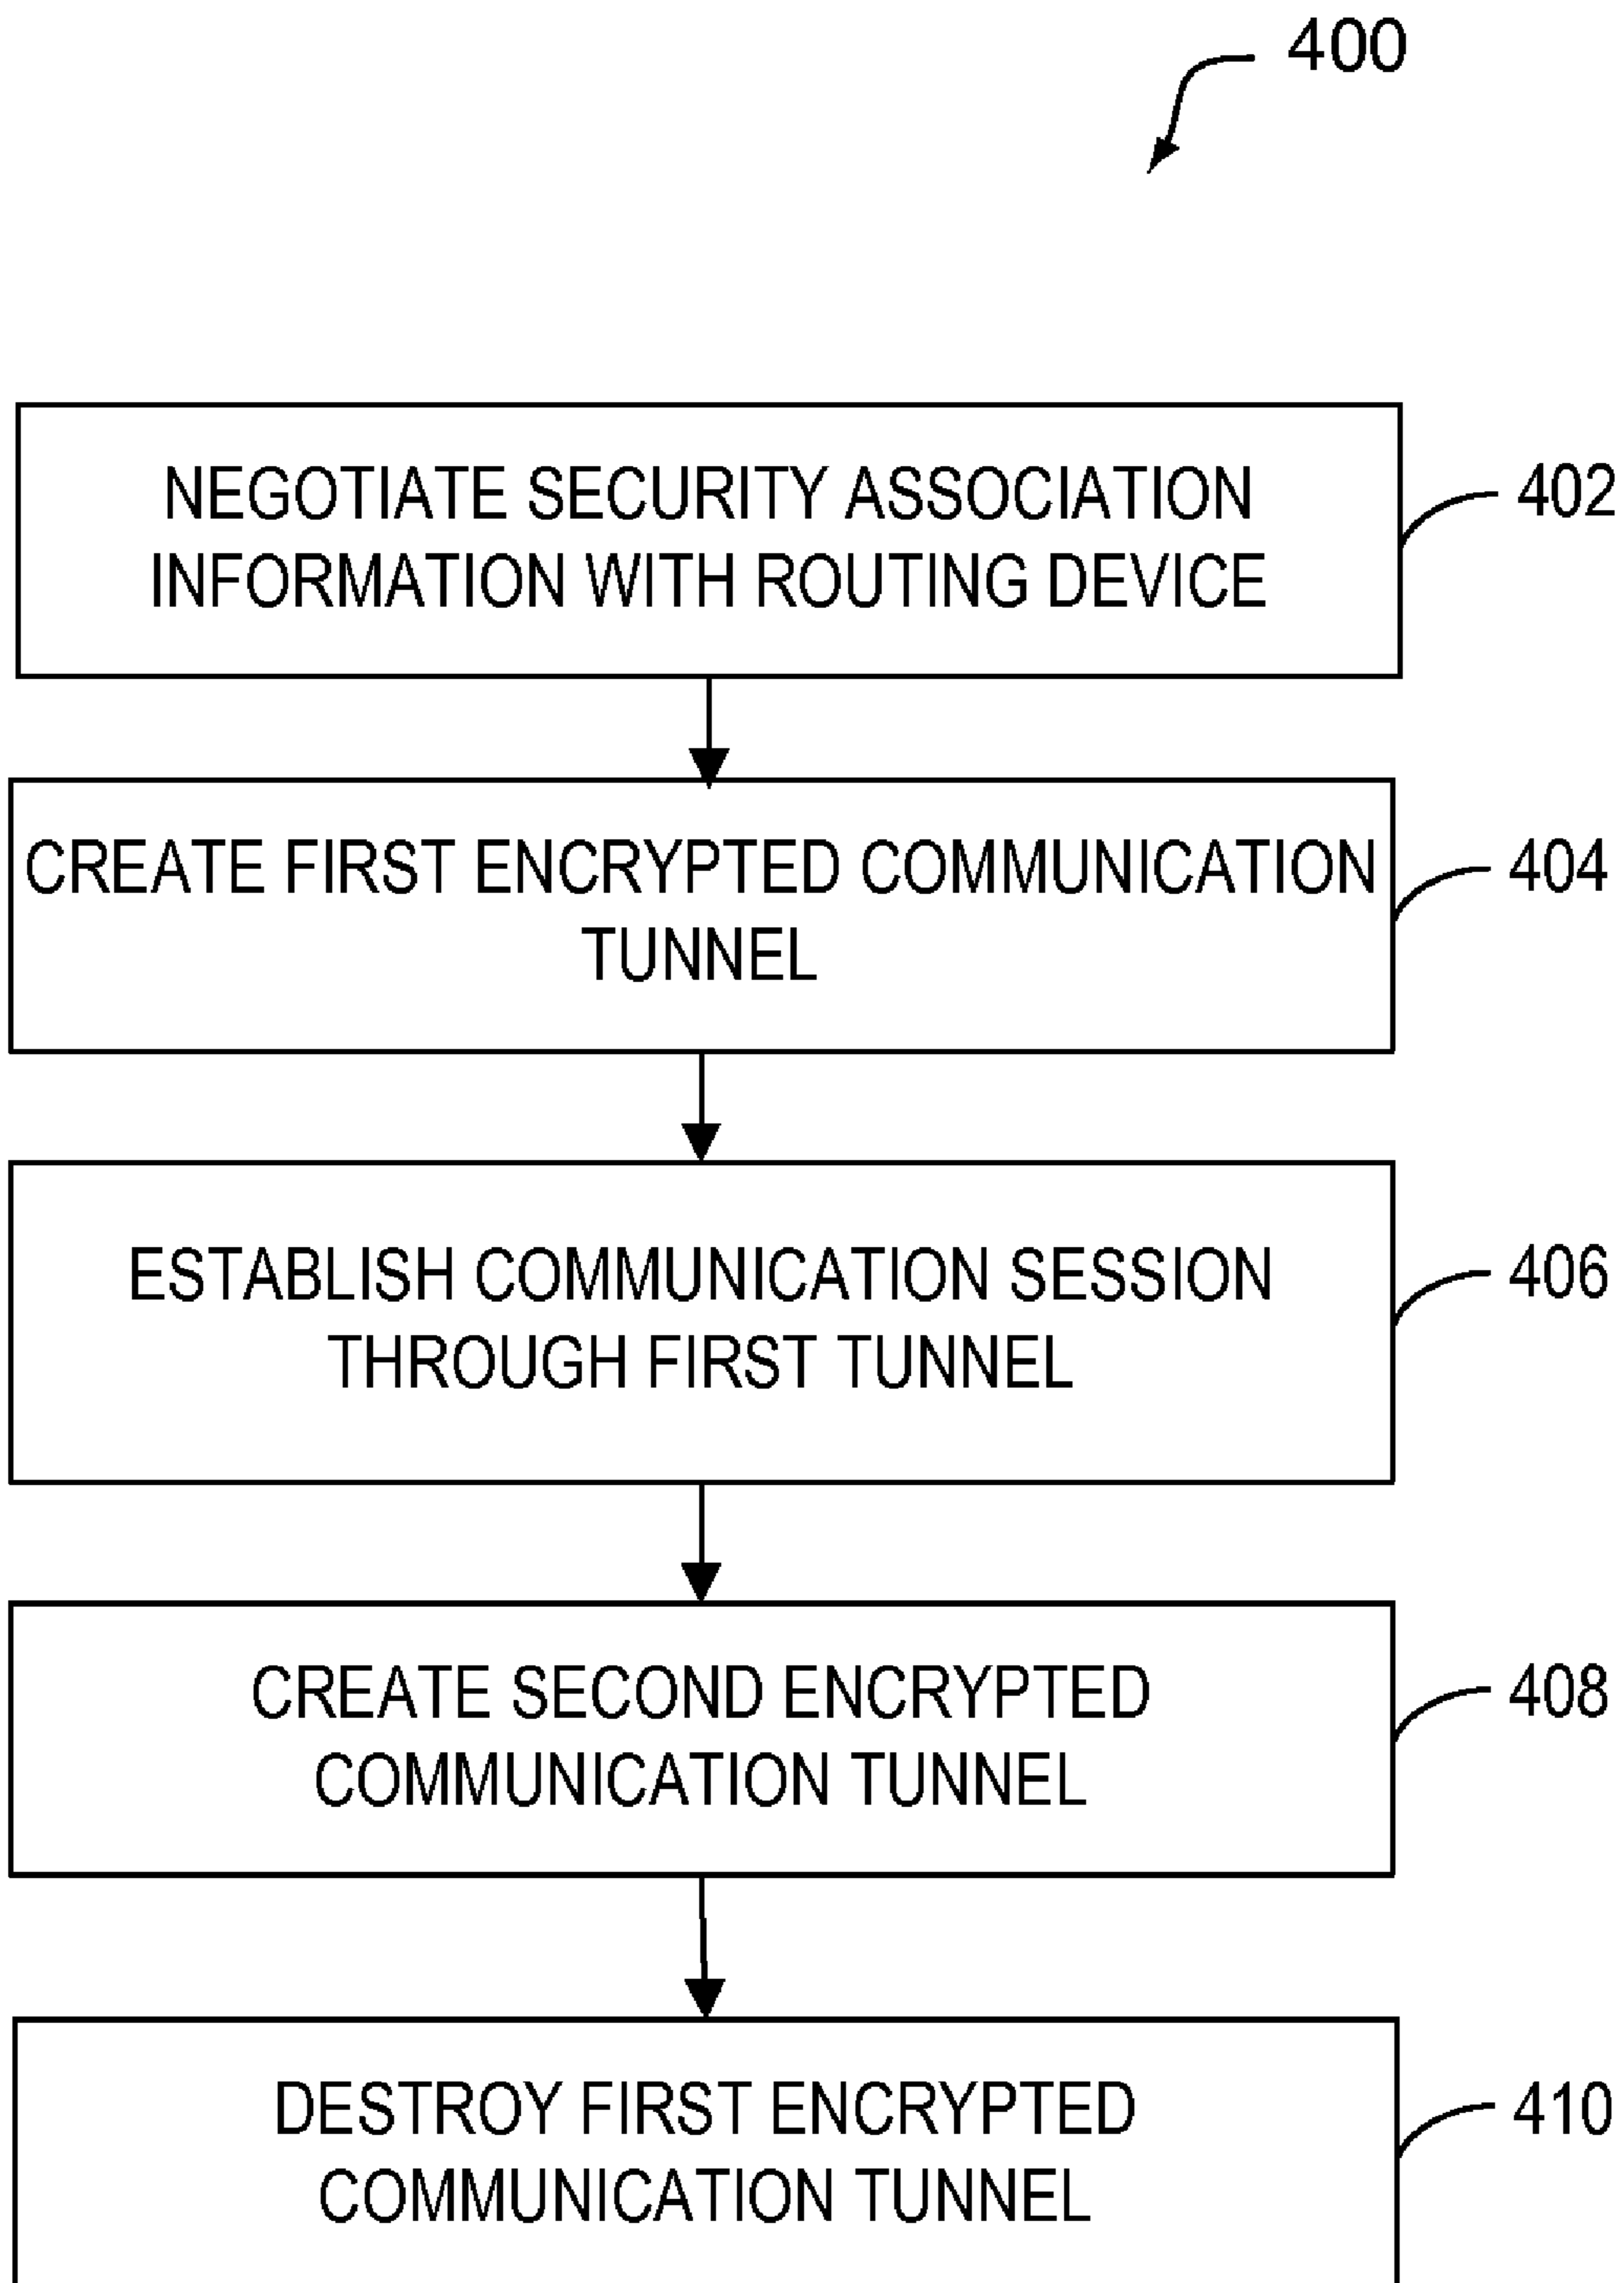 400
NEGOTIATE SECURITY ASSOCIATION
INFORMATION WITH ROUTING DEVICE
402
CREATE FIRST ENCRYPTED COMMUNICATION
TUNNEL
404
ESTABLISH COMMUNICATION SESSION
THROUGH FIRST TUNNEL
406
CREATE SECOND ENCRYPTED
COMMUNICATION TUNNEL
408
DESTROY FIRST ENCRYPTED
COMMUNICATION TUNNEL
410